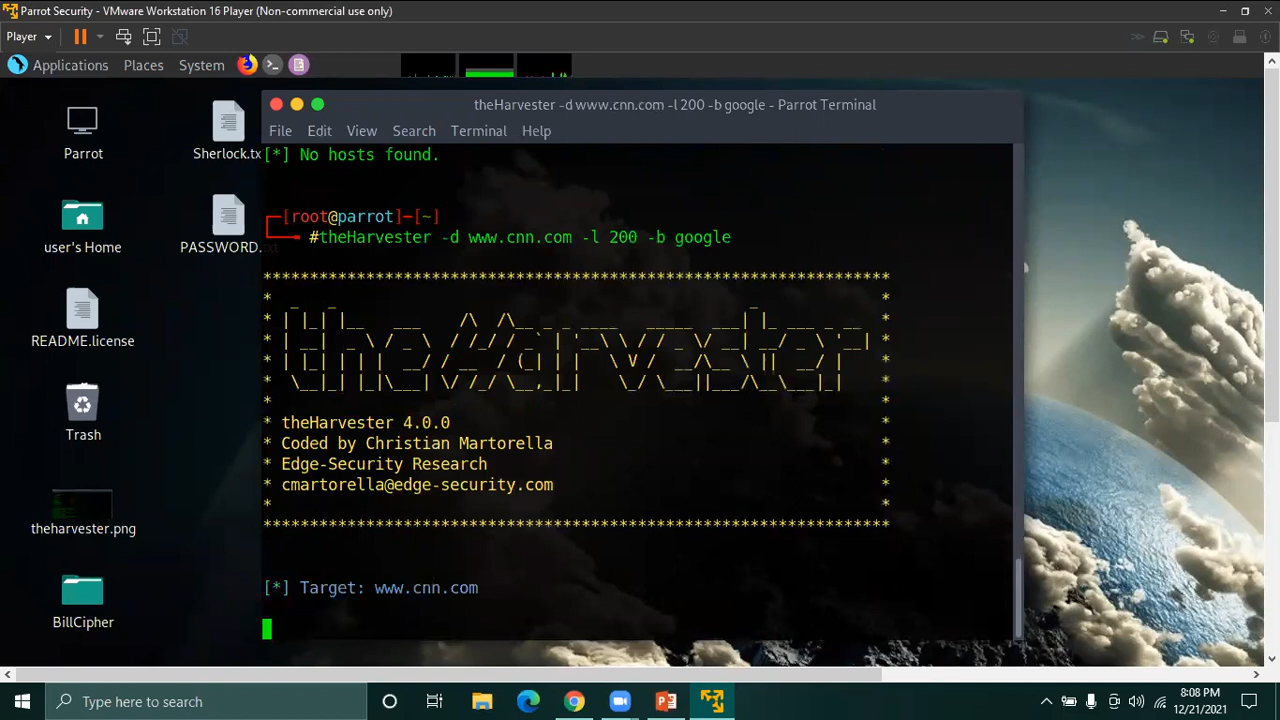 Parrot Security - VMware Workstation 16 Player (Non-commercial use only)
Player
Applications Places System
theHarvester -d www.cnn.com -l 200 -b google - Parrot Terminal
File Edit View Search Terminal Help
Parrot
Sherlock.tx
user's Home
PASSWORD.
README.license
Trash
theharvester.png
BillCipher
[*] No hosts found.
┌─[root@parrot]─[~]
└──╼ #theHarvester -d www.cnn.com -l 200 -b google
*******************************************************************
theHarvester
* theHarvester 4.0.0 *
* Coded by Christian Martorella *
* Edge-Security Research *
* cmartorella@edge-security.com *
* *
*******************************************************************
[*] Target: www.cnn.com
Type here to search
8:08 PM
12/21/2021